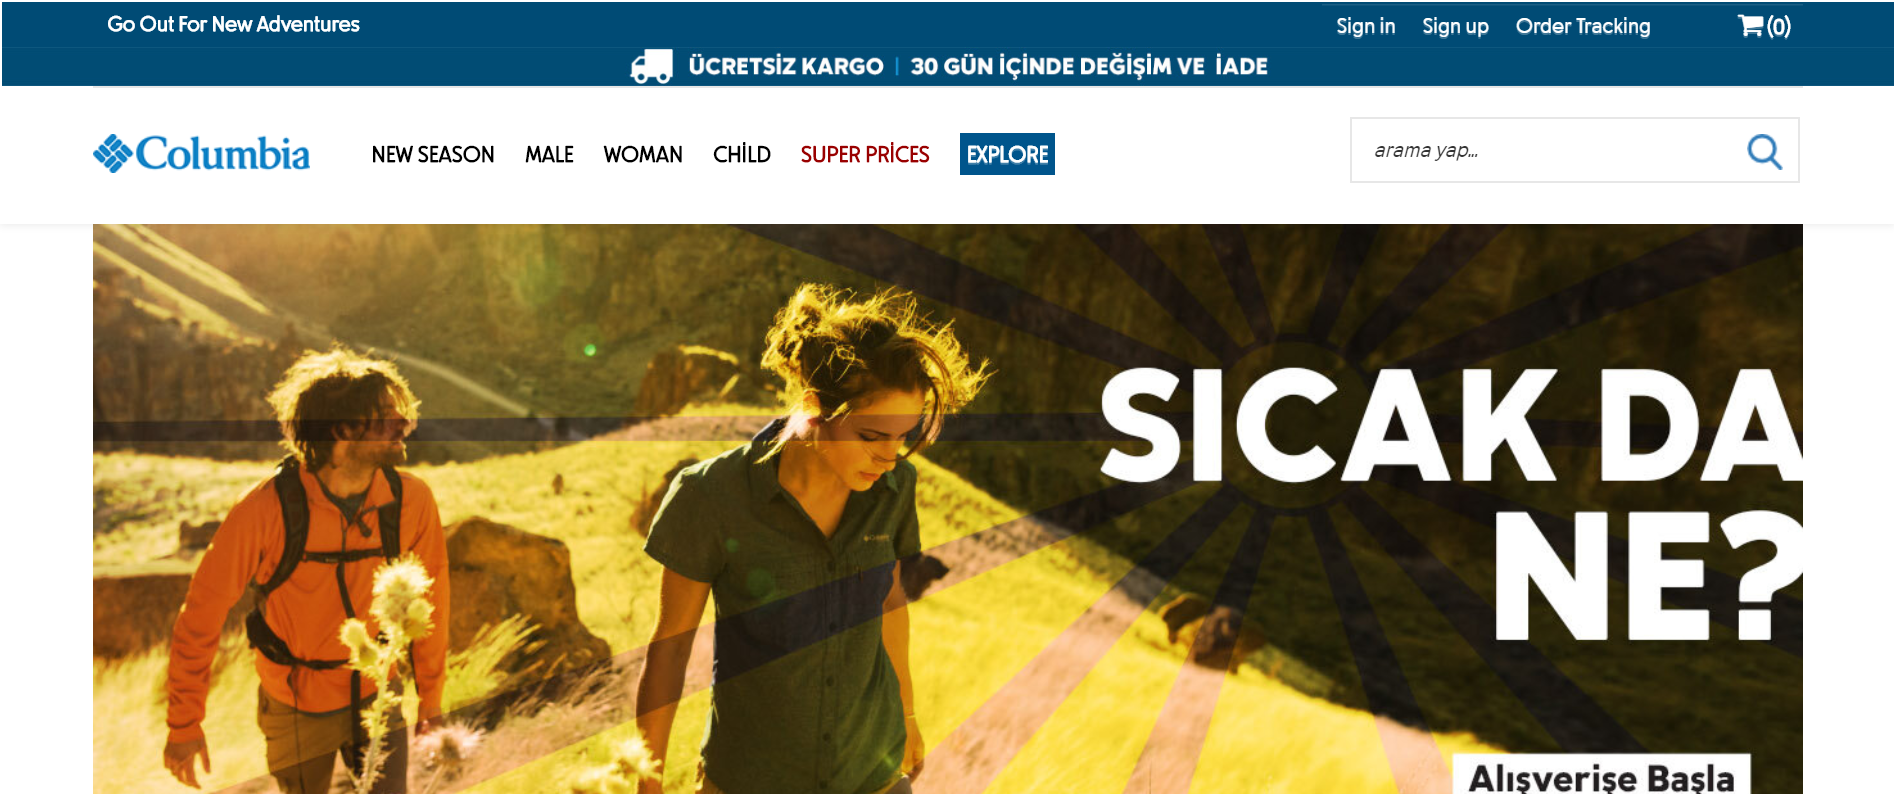 Go Out For New Adventures
Sign in Sign up Order Tracking (0)
ÜCRETSİZ KARGO | 30 GÜN İÇİNDE DEĞİŞİM VE İADE
Columbia
NEW SEASON MALE WOMAN CHİLD SUPER PRİCES EXPLORE
arama yap...
SICAK DA
NE?
Alışverişe Başla